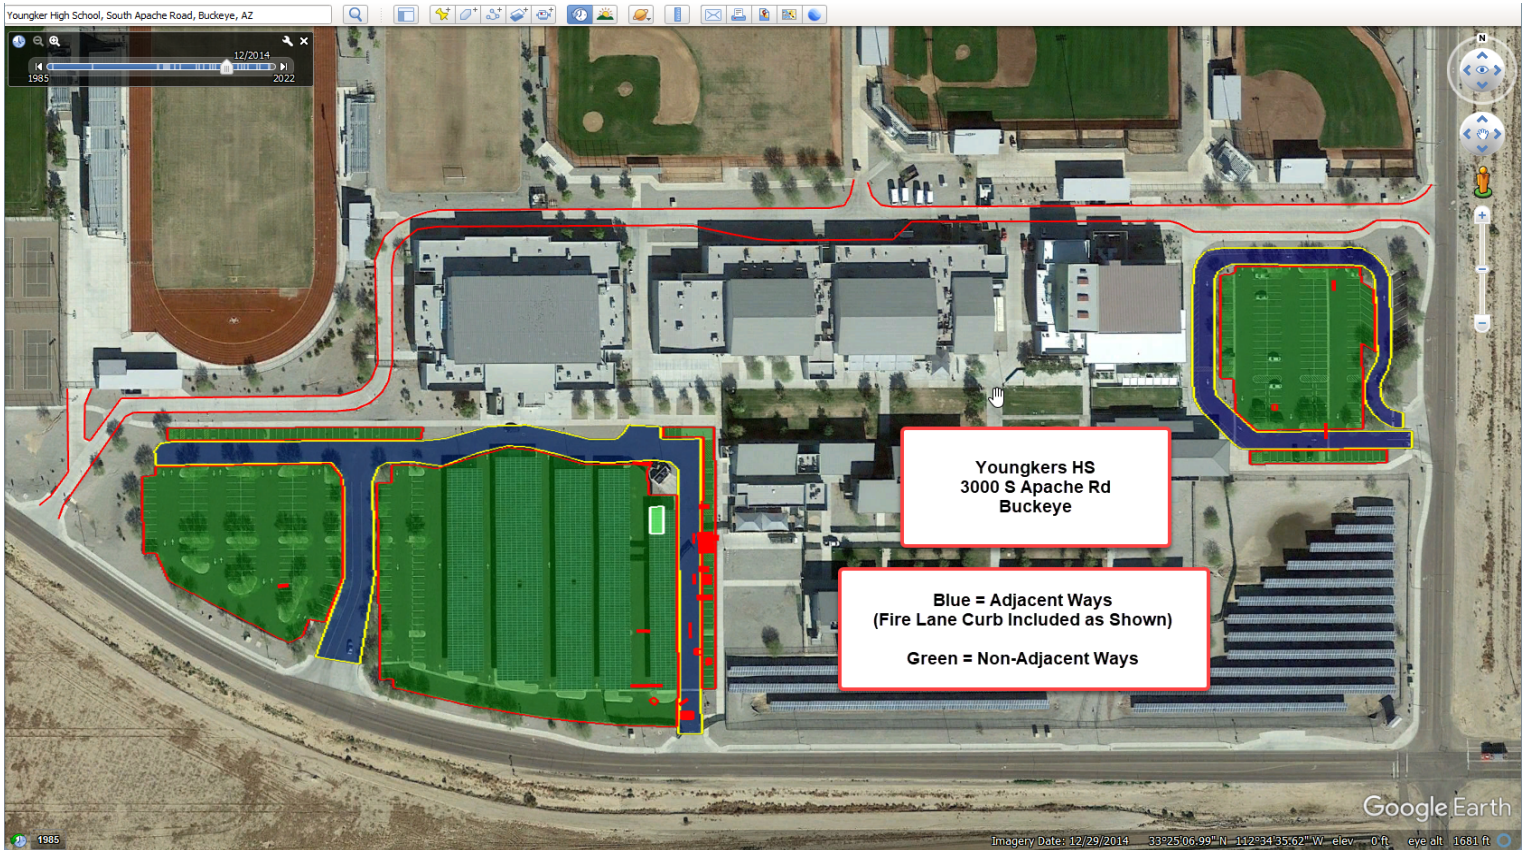 Youngker High School, South Apache Road, Buckeye, AZ
12/2014
1985
2022
N
Youngkers HS
3000 S Apache Rd
Buckeye
Blue = Adjacent Ways
(Fire Lane Curb Included as Shown)
Green = Non-Adjacent Ways
Google Earth
1985
Imagery Date: 12/29/2014 33°25'06.99" N 112°34'35.62" W elev 0 ft eye alt 1681 ft